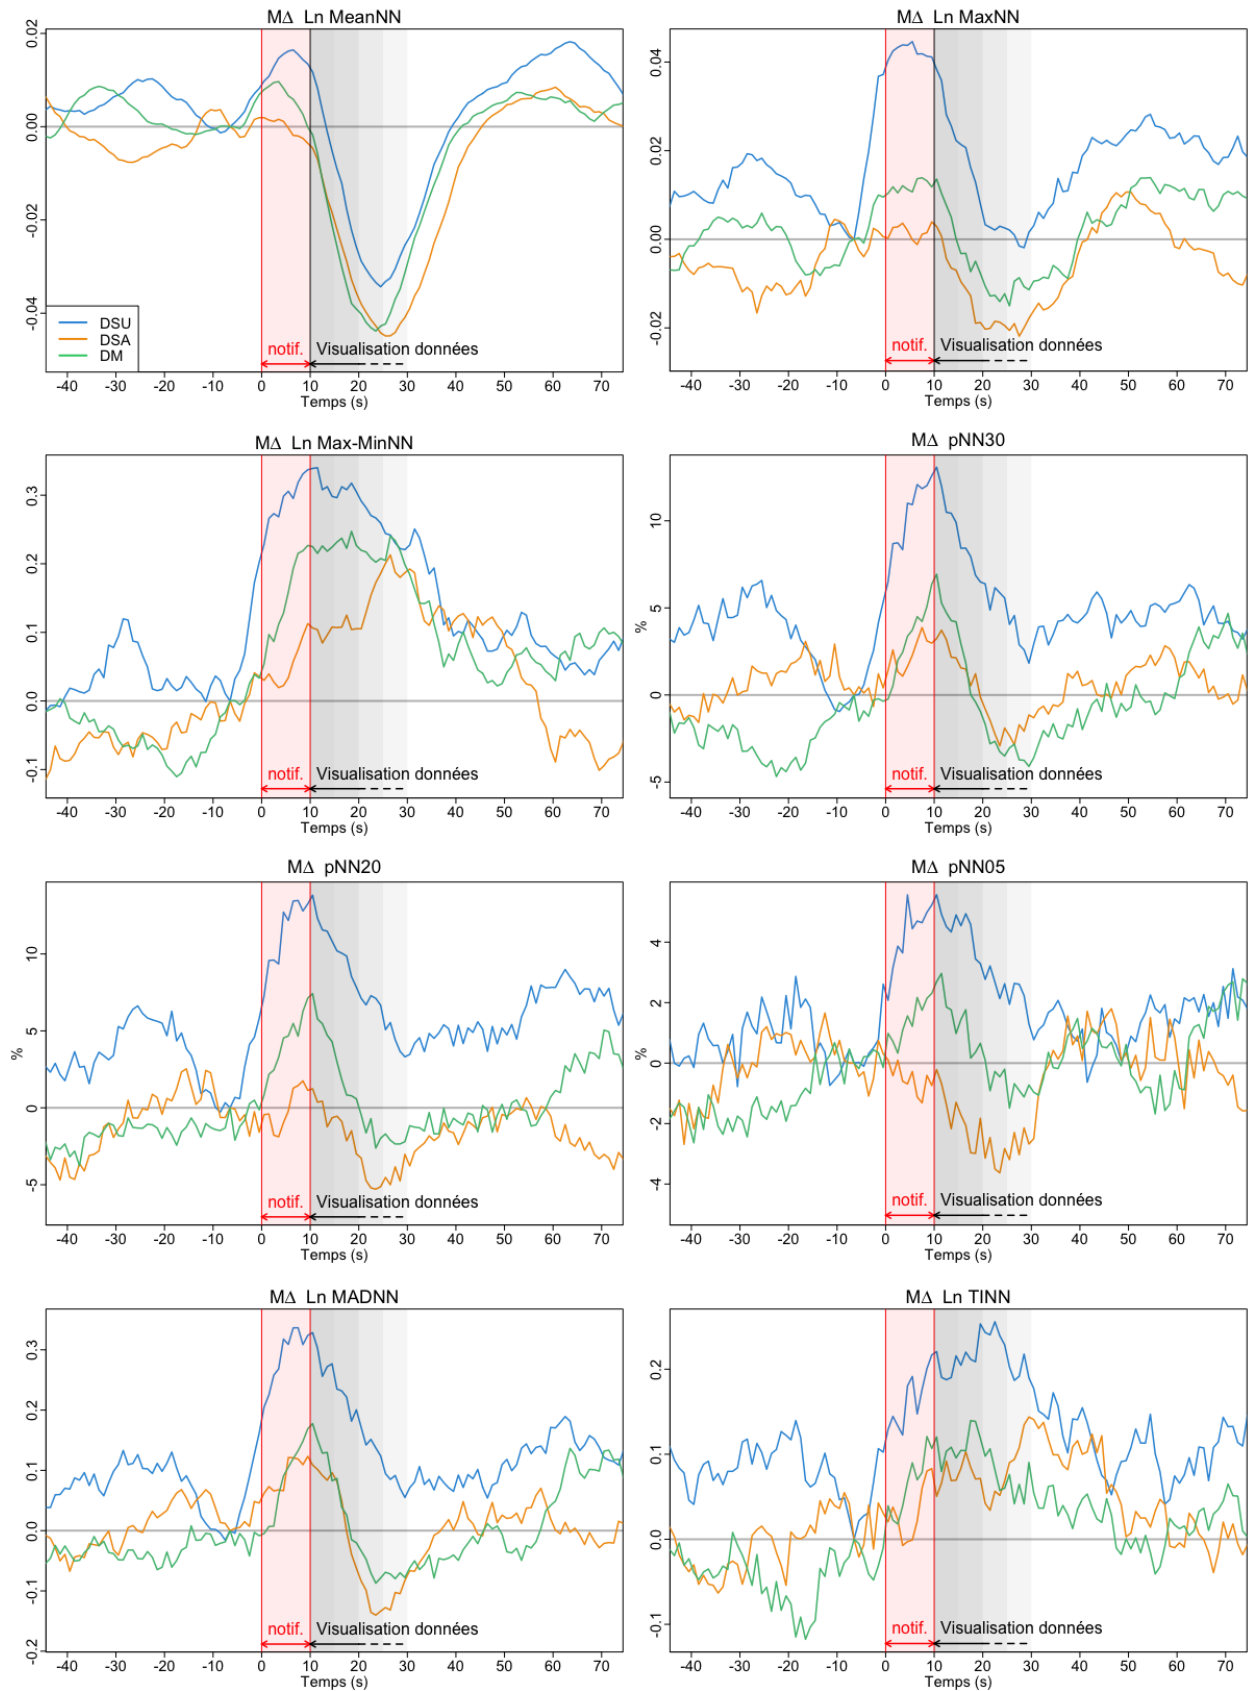 M∆ Ln MeanNN
0.02
0.00
-0.02
-0.04
DSU
DSA
DM
notif.
Visualisation données
-40 -30 -20 -10 0 10 20 30 40 50 60 70
Temps (s)
M∆ Ln MaxNN
0.04
0.02
0.00
-0.02
notif.
Visualisation données
-40 -30 -20 -10 0 10 20 30 40 50 60 70
Temps (s)
M∆ Ln Max-MinNN
0.3
0.2
0.1
0.0
-0.1
notif.
Visualisation données
-40 -30 -20 -10 0 10 20 30 40 50 60 70
Temps (s)
M∆ pNN30
%
10
5
0
-5
notif.
Visualisation données
-40 -30 -20 -10 0 10 20 30 40 50 60 70
Temps (s)
M∆ pNN20
%
10
5
0
-5
notif.
Visualisation données
-40 -30 -20 -10 0 10 20 30 40 50 60 70
Temps (s)
M∆ pNN05
%
4
2
0
-2
-4
notif.
Visualisation données
-40 -30 -20 -10 0 10 20 30 40 50 60 70
Temps (s)
M∆ Ln MADNN
0.3
0.2
0.1
0.0
-0.1
-0.2
notif.
Visualisation données
-40 -30 -20 -10 0 10 20 30 40 50 60 70
Temps (s)
M∆ Ln TINN
0.2
0.1
0.0
-0.1
notif.
Visualisation données
-40 -30 -20 -10 0 10 20 30 40 50 60 70
Temps (s)